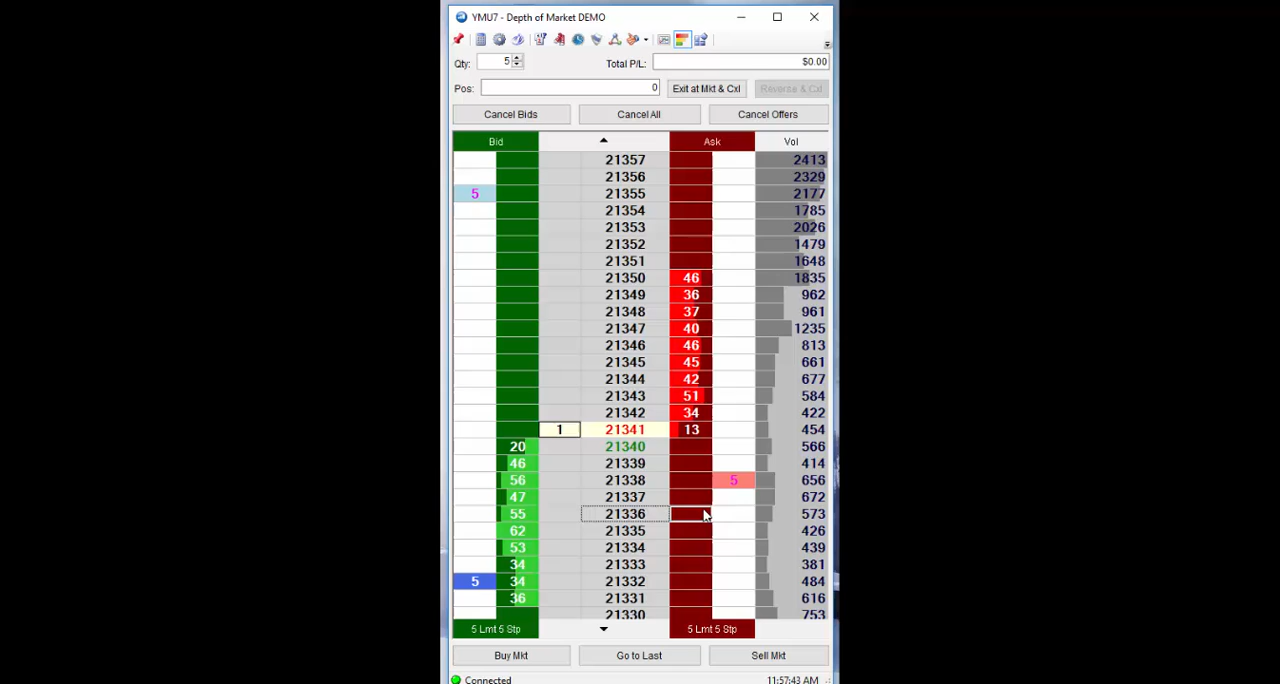 YMU7 - Depth of Market DEMO
Qty: 5 Total P/L: $0.00
Pos: 0 Exit at Mkt & Cxl Reverse & Cxl
Cancel Bids Cancel All Cancel Offers
Bid Ask Vol
21357 2413
21356 2329
5 21355 2177
21354 1785
21353 2026
21352 1479
21351 1648
21350 46 1835
21349 36 962
21348 37 961
21347 40 1235
21346 46 813
21345 45 661
21344 42 677
21343 51 584
21342 34 422
1 21341 13 454
20 21340 566
46 21339 414
56 21338 5 656
47 21337 672
55 21336 573
62 21335 426
53 21334 439
34 21333 381
5 34 21332 484
36 21331 616
21330 753
5 Lmt 5 Stp 5 Lmt 5 Stp
Buy Mkt Go to Last Sell Mkt
Connected 11:57:43 AM